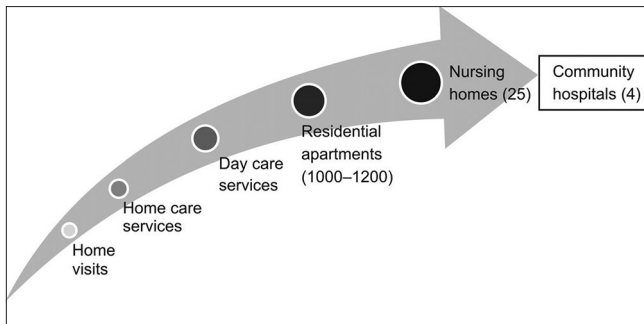 Home
visits
Home care
services
Day care
services
Residential
apartments
(1000–1200)
Nursing
homes (25)
Community
hospitals (4)